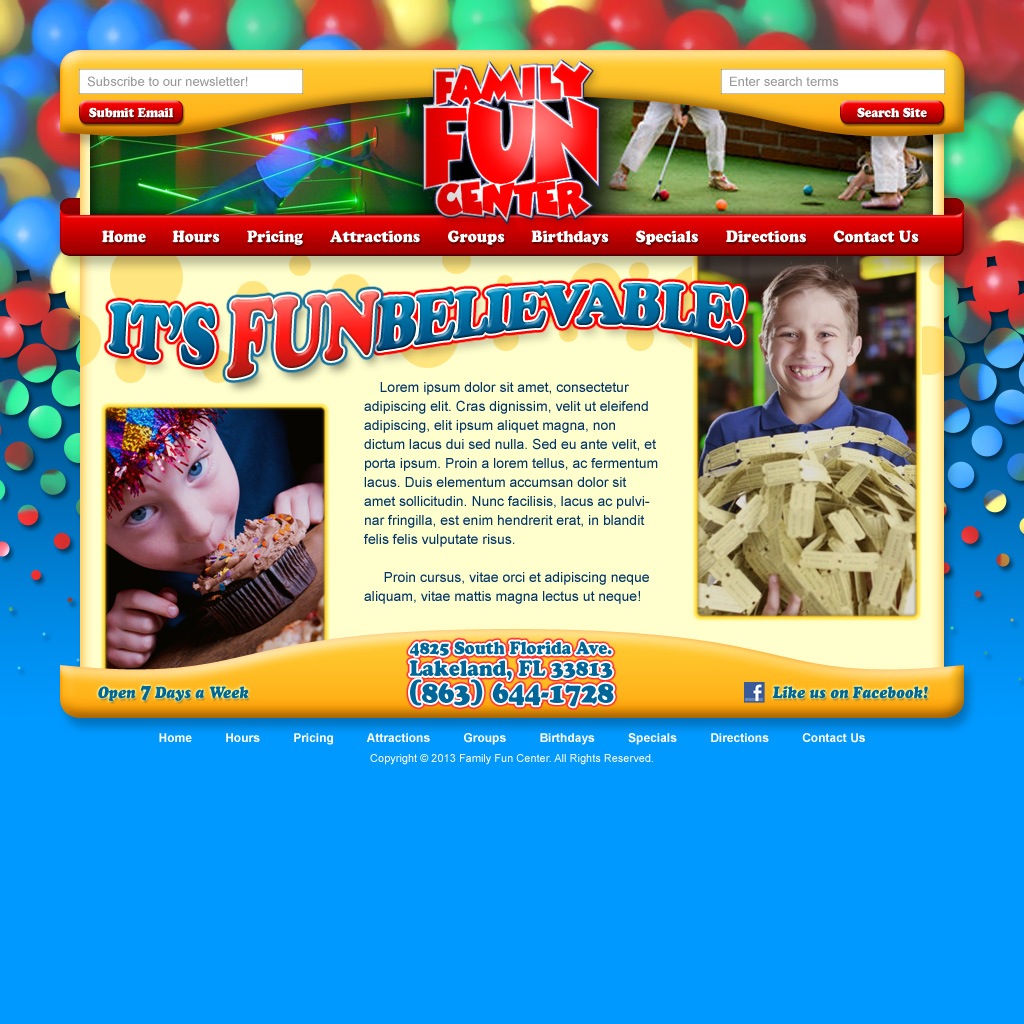 Subscribe to our newsletter!
Submit Email
FAMILY
FUN
CENTER
Enter search terms
Search Site
Home Hours Pricing Attractions Groups Birthdays Specials Directions Contact Us
IT'S FUNBELIEVABLE!
Lorem ipsum dolor sit amet, consectetur
adipiscing elit. Cras dignissim, velit ut eleifend
adipiscing, elit ipsum aliquet magna, non
dictum lacus dui sed nulla. Sed eu ante velit, et
porta ipsum. Proin a lorem tellus, ac fermentum
lacus. Duis elementum accumsan dolor sit
amet sollicitudin. Nunc facilisis, lacus ac pulvi-
nar fringilla, est enim hendrerit erat, in blandit
felis felis vulputate risus.
Proin cursus, vitae orci et adipiscing neque
aliquam, vitae mattis magna lectus ut neque!
Open 7 Days a Week
4825 South Florida Ave.
Lakeland, FL 33813
(863) 644-1728
f Like us on Facebook!
Home Hours Pricing Attractions Groups Birthdays Specials Directions Contact Us
Copyright © 2013 Family Fun Center. All Rights Reserved.